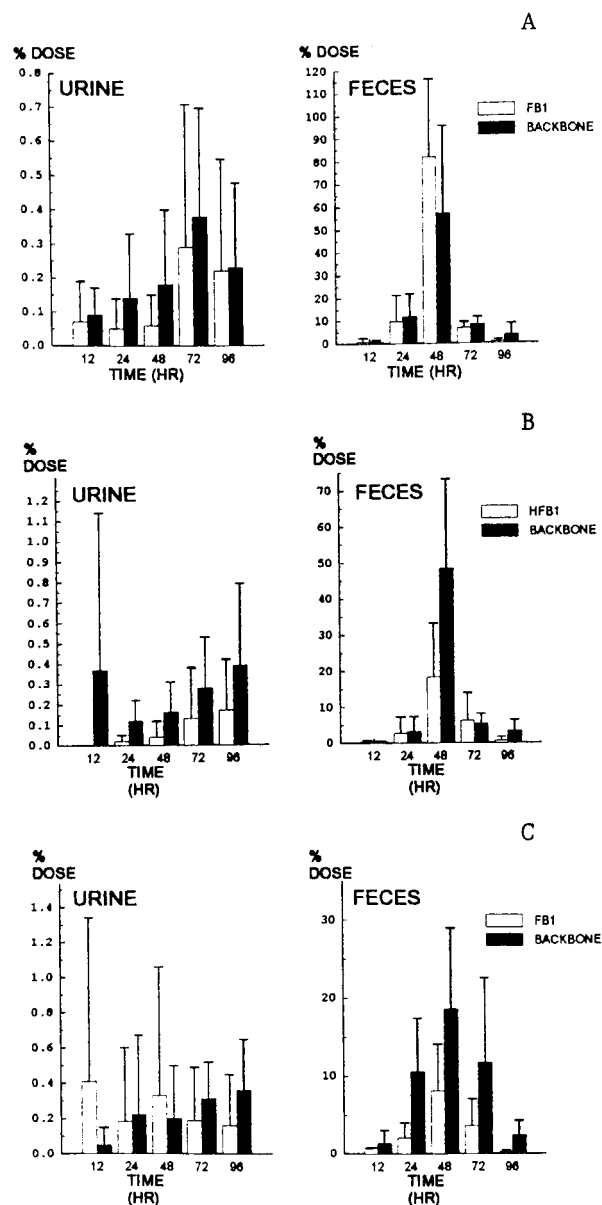 A
% DOSE
URINE
0.8
0.7
0.6
0.5
0.4
0.3
0.2
0.1
0.0
12 24 48 72 96
TIME (HR)
% DOSE
FECES
120
110
100
90
80
70
60
50
40
30
20
10
0
12 24 48 72 96
TIME (HR)
FB1
BACKBONE
B
%
DOSE
URINE
1.2
1.1
1.0
0.9
0.8
0.7
0.6
0.5
0.4
0.3
0.2
0.1
0.0
12 24 48 72 96
TIME
(HR)
%
DOSE
FECES
70
60
50
40
30
20
10
0
12 24 48 72 96
TIME
(HR)
HFB1
BACKBONE
C
%
DOSE
URINE
1.4
1.2
1.0
0.8
0.6
0.4
0.2
0.0
12 24 48 72 96
TIME
(HR)
%
DOSE
FECES
30
20
10
0
12 24 48 72 96
TIME
(HR)
FB1
BACKBONE